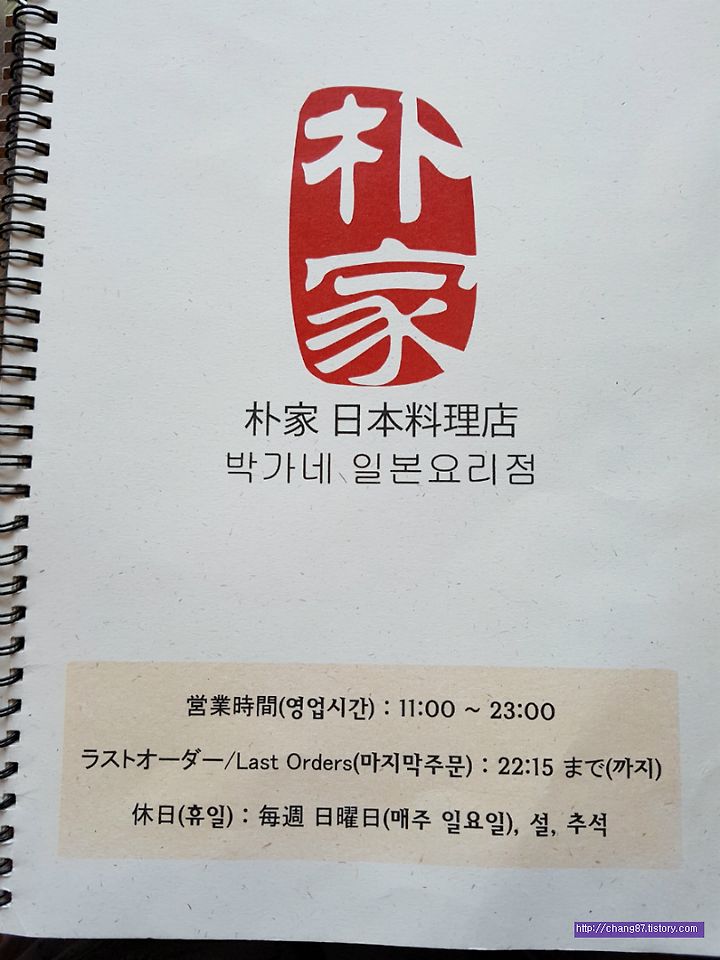 朴
家
朴家 日本料理店
박가네 일본요리점
営業時間(영업시간) : 11:00 ~ 23:00
ラストオーダー/Last Orders(마지막주문) : 22:15 まで(까지)
休日(휴일) : 毎週 日曜日(매주 일요일), 설, 추석
http://chang87.tistory.com